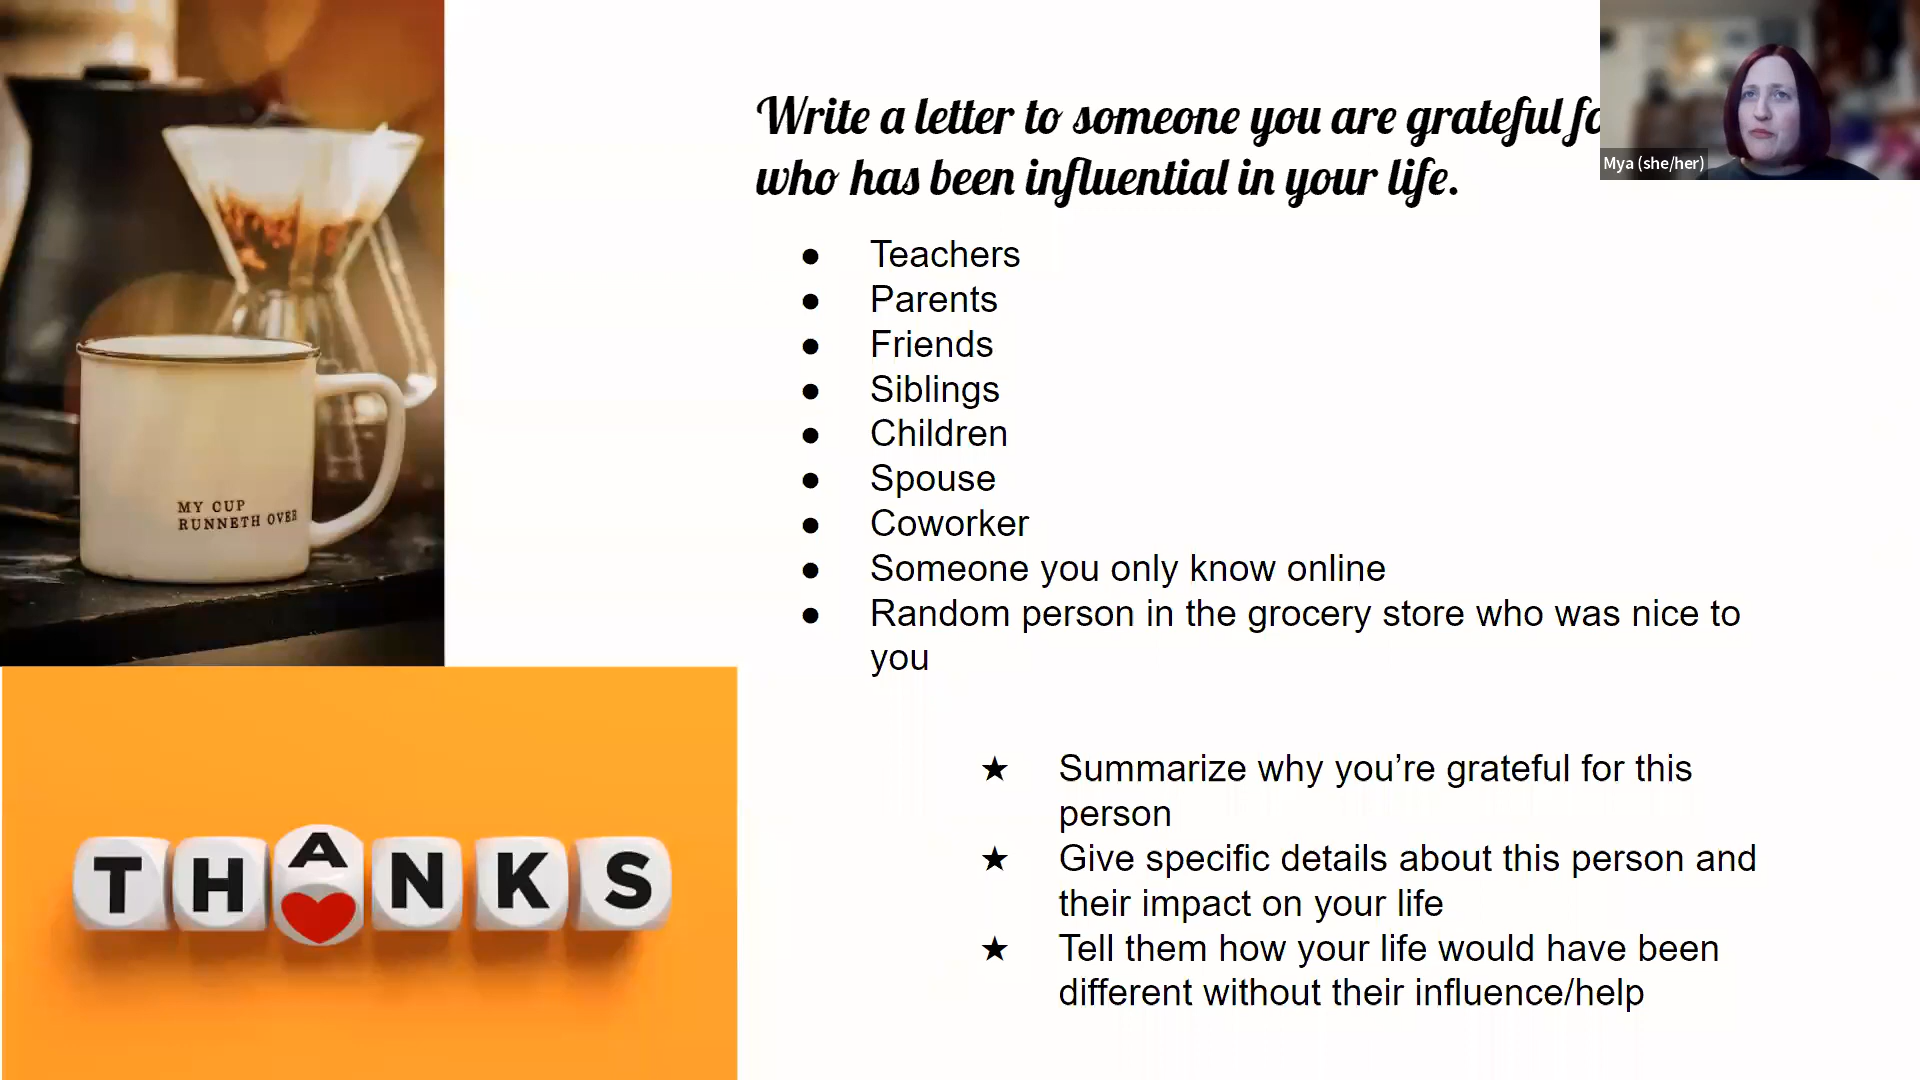 Write a letter to someone you are grateful
who has been influential in your life.
Mya (she/her)
● Teachers
● Parents
● Friends
● Siblings
● Children
● Spouse
● Coworker
● Someone you only know online
● Random person in the grocery store who was nice to
you
★ Summarize why you’re grateful for this
person
★ Give specific details about this person and
their impact on your life
★ Tell them how your life would have been
different without their influence/help
MY CUP
RUNNETH OVER
THANKS